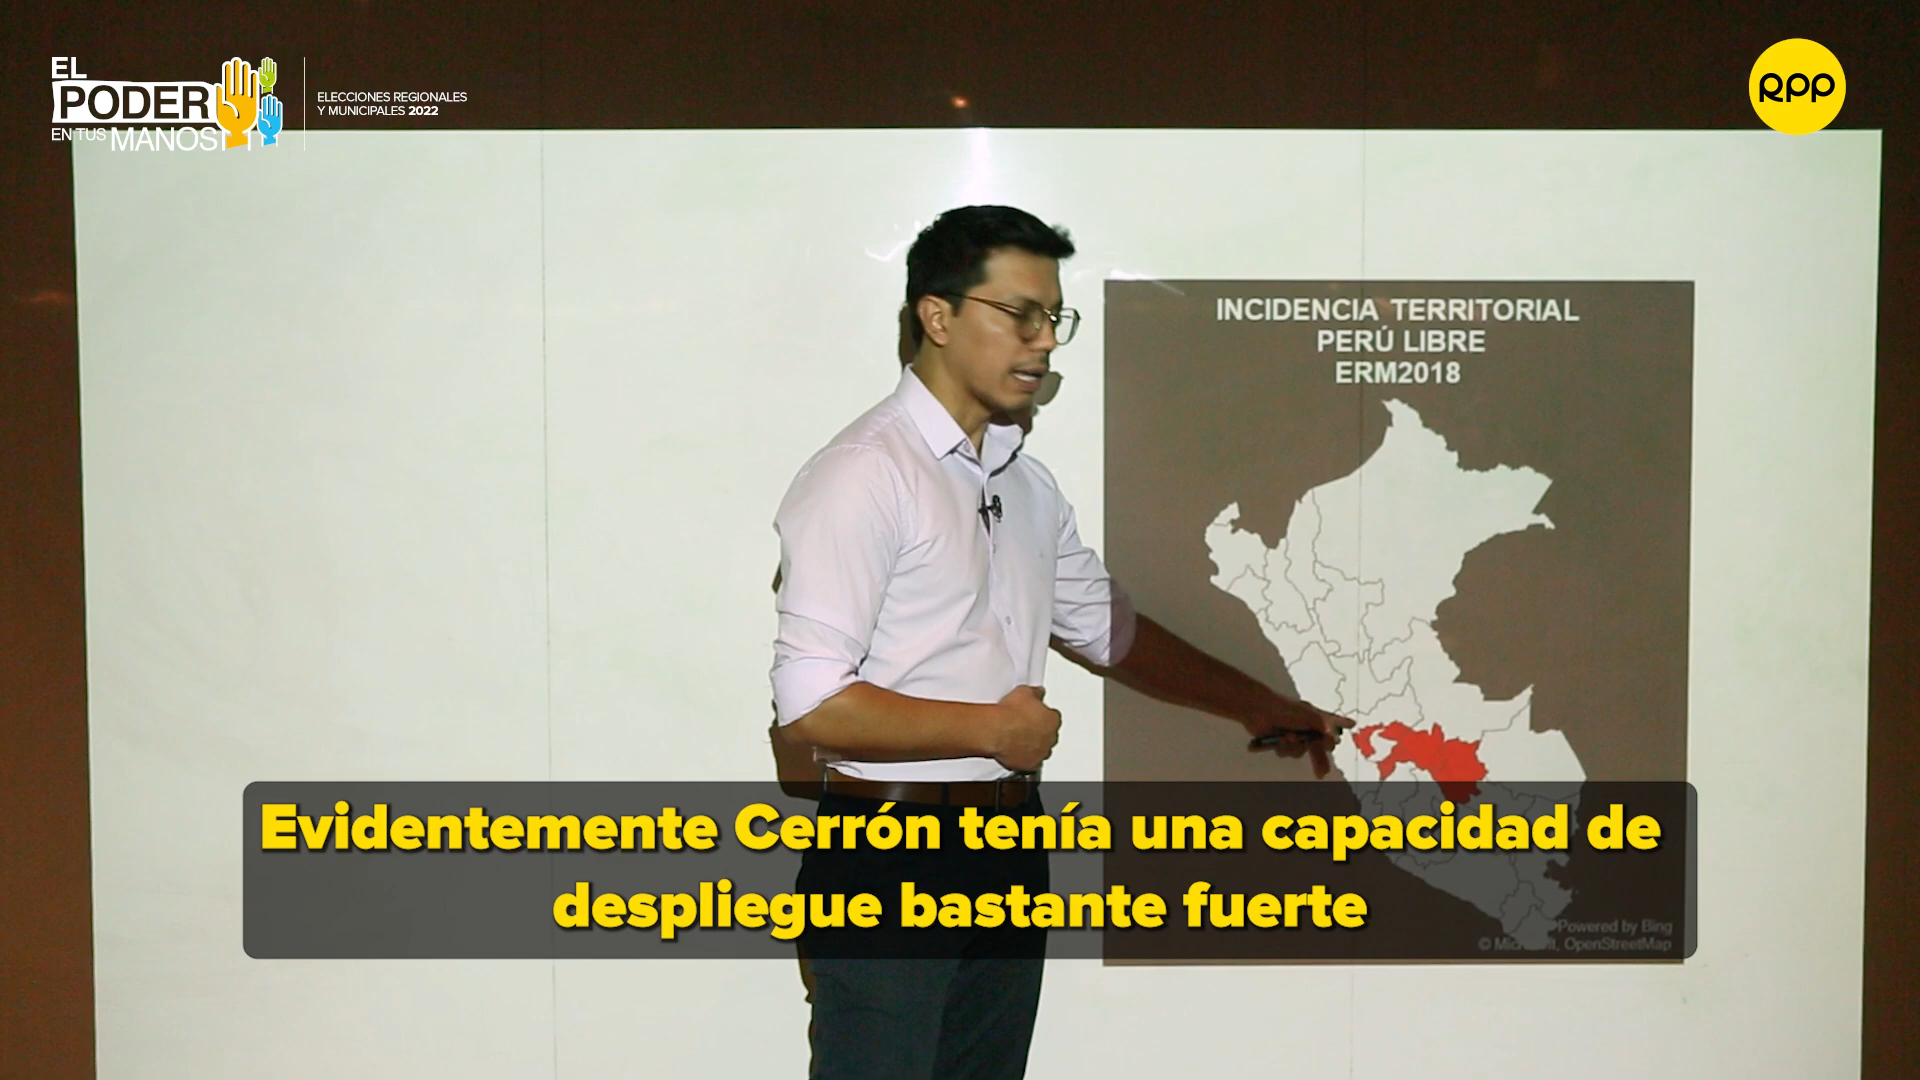 EL
PODER
EN TUS MANOS
ELECCIONES REGIONALES
Y MUNICIPALES 2022
RPP
INCIDENCIA TERRITORIAL
PERÚ LIBRE
ERM2018
Evidentemente Cerrón tenía una capacidad de
despliegue bastante fuerte
Powered by Bing
OpenStreetMap